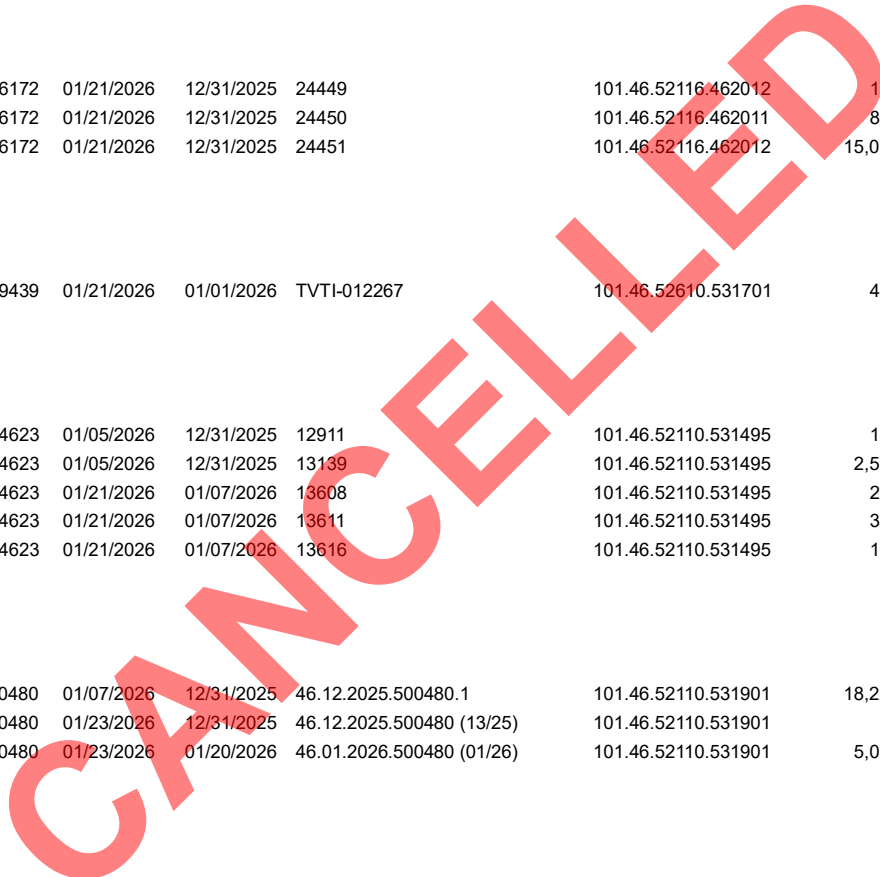 6172 01/21/2026 12/31/2025 24449 101.46.52116.462012 1
6172 01/21/2026 12/31/2025 24450 101.46.52116.462011 8
6172 01/21/2026 12/31/2025 24451 101.46.52116.462012 15,0
9439 01/21/2026 01/01/2026 TVTI-012267 101.46.52610.531701 4
4623 01/05/2026 12/31/2025 12911 101.46.52110.531495 1
4623 01/05/2026 12/31/2025 13139 101.46.52110.531495 2,5
4623 01/21/2026 01/07/2026 13608 101.46.52110.531495 2
4623 01/21/2026 01/07/2026 13611 101.46.52110.531495 3
4623 01/21/2026 01/07/2026 13616 101.46.52110.531495 1
0480 01/07/2026 12/31/2025 46.12.2025.500480.1 101.46.52110.531901 18,2
0480 01/23/2026 12/31/2025 46.12.2025.500480 (13/25) 101.46.52110.531901
0480 01/23/2026 01/20/2026 46.01.2026.500480 (01/26) 101.46.52110.531901 5,0
CANCELLED